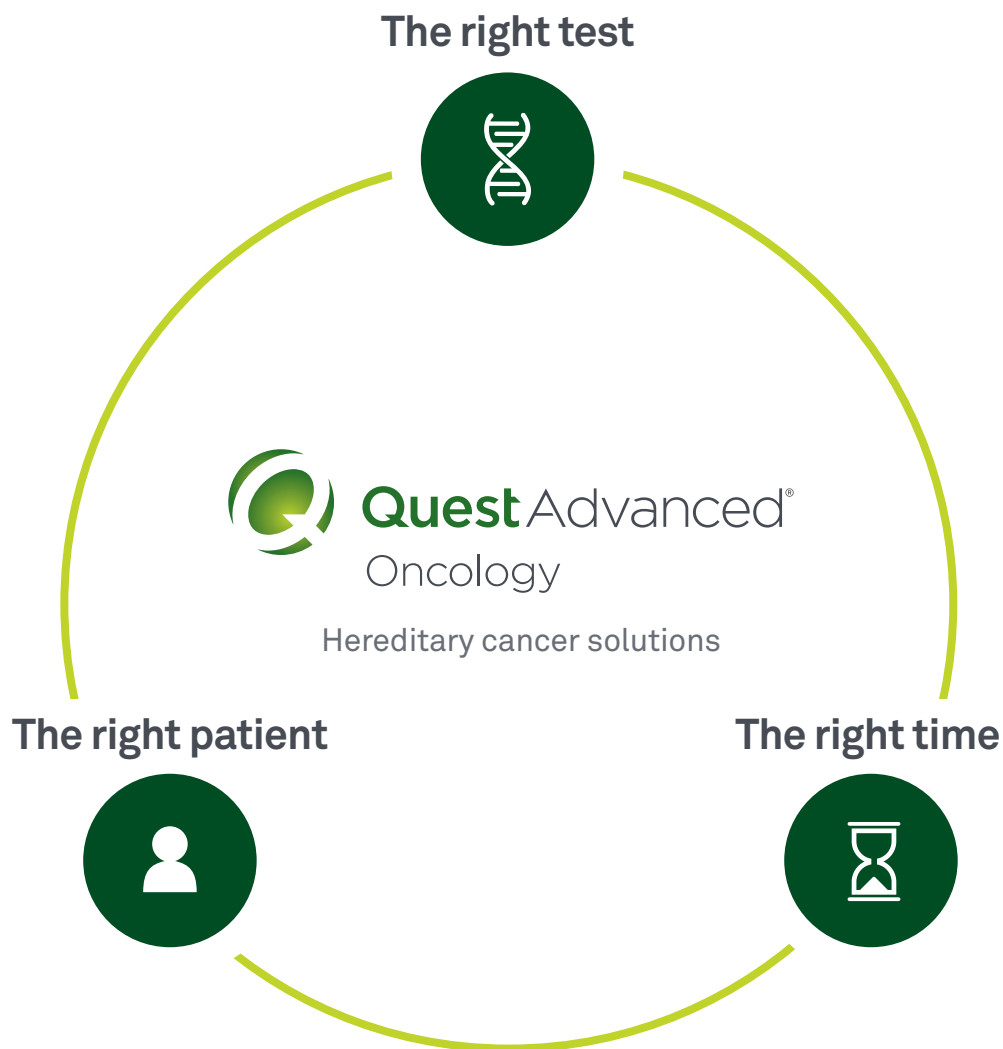 The right test
Quest Advanced®
Oncology
Hereditary cancer solutions
The right patient
The right time